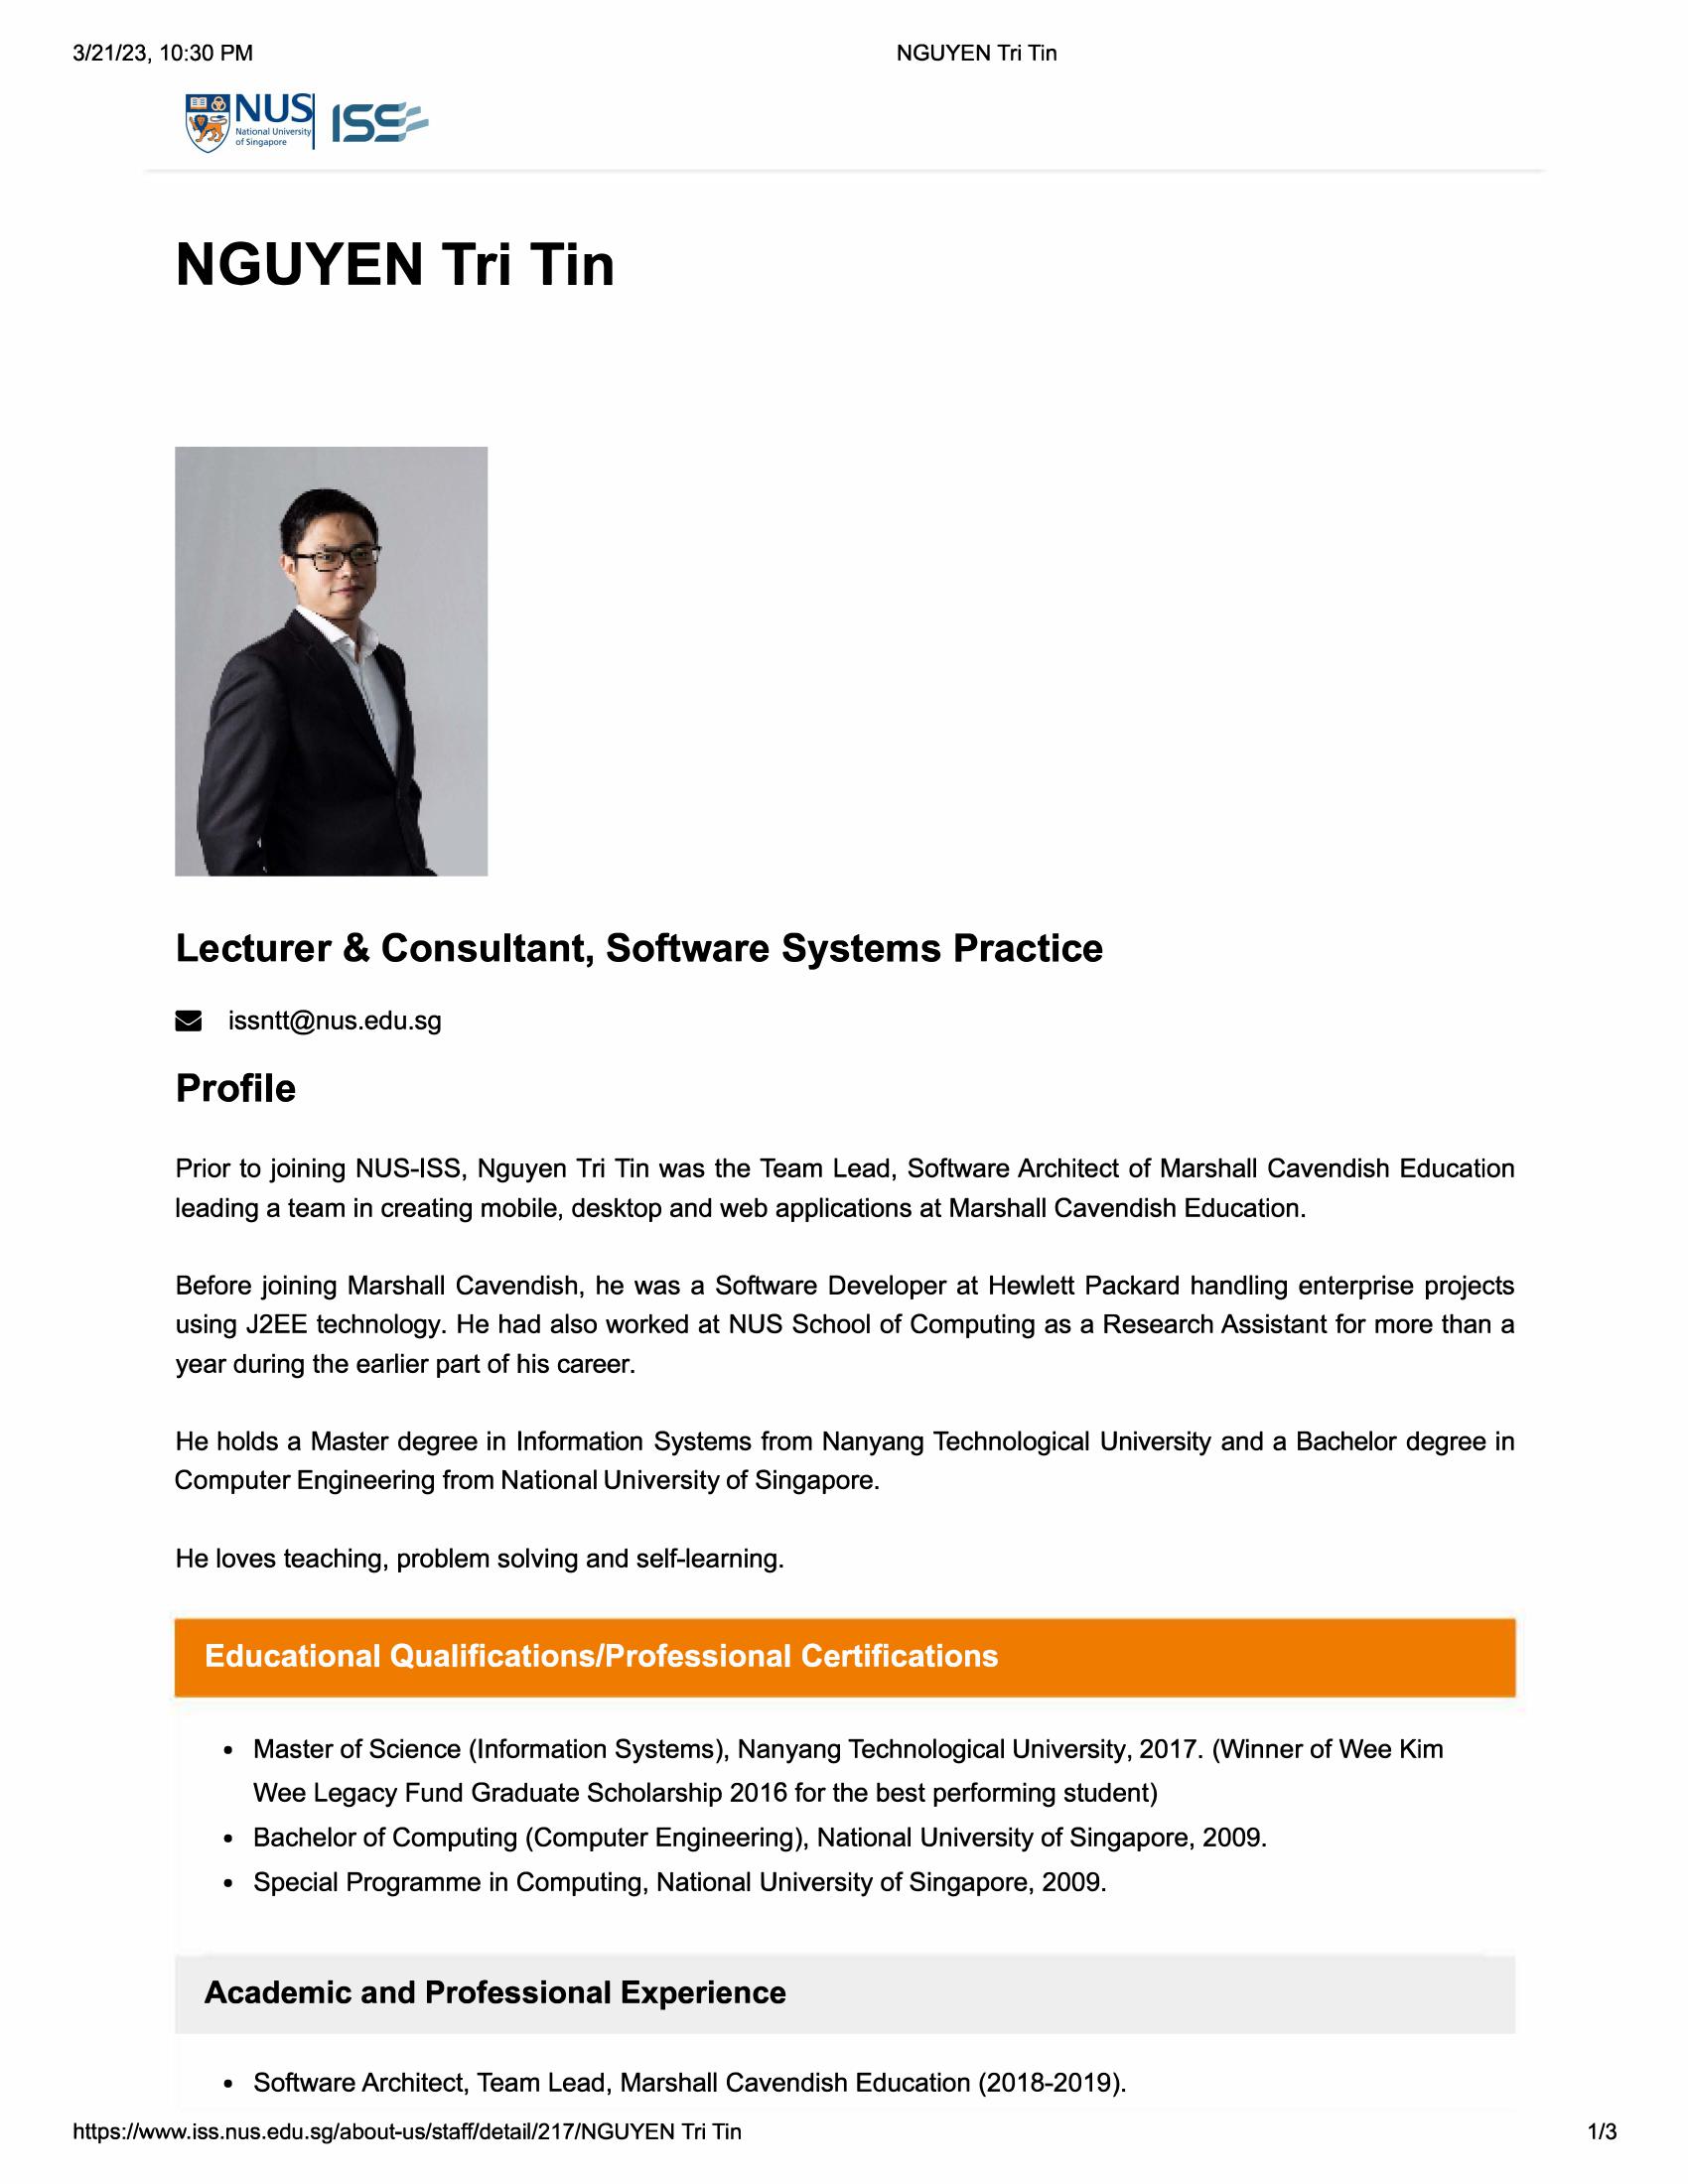 3/21/23, 10:30 PM
NGUYEN Tri Tin
NUS
National University
of Singapore
ISS
NGUYEN Tri Tin
Lecturer & Consultant, Software Systems Practice
issntt@nus.edu.sg
Profile
Prior to joining NUS-ISS, Nguyen Tri Tin was the Team Lead, Software Architect of Marshall Cavendish Education
leading a team in creating mobile, desktop and web applications at Marshall Cavendish Education.
Before joining Marshall Cavendish, he was a Software Developer at Hewlett Packard handling enterprise projects
using J2EE technology. He had also worked at NUS School of Computing as a Research Assistant for more than a
year during the earlier part of his career.
He holds a Master degree in Information Systems from Nanyang Technological University and a Bachelor degree in
Computer Engineering from National University of Singapore.
He loves teaching, problem solving and self-learning.
Educational Qualifications/Professional Certifications
• Master of Science (Information Systems), Nanyang Technological University, 2017. (Winner of Wee Kim
Wee Legacy Fund Graduate Scholarship 2016 for the best performing student)
• Bachelor of Computing (Computer Engineering), National University of Singapore, 2009.
• Special Programme in Computing, National University of Singapore, 2009.
Academic and Professional Experience
• Software Architect, Team Lead, Marshall Cavendish Education (2018-2019).
https://www.iss.nus.edu.sg/about-us/staff/detail/217/NGUYEN Tri Tin
1/3